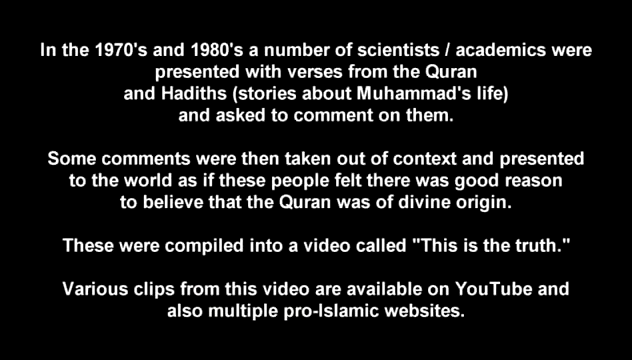 In the 1970's and 1980's a number of scientists / academics were
presented with verses from the Quran
and Hadiths (stories about Muhammad's life)
and asked to comment on them.
Some comments were then taken out of context and presented
to the world as if these people felt there was good reason
to believe that the Quran was of divine origin.
These were compiled into a video called "This is the truth."
Various clips from this video are available on YouTube and
also multiple pro-Islamic websites.